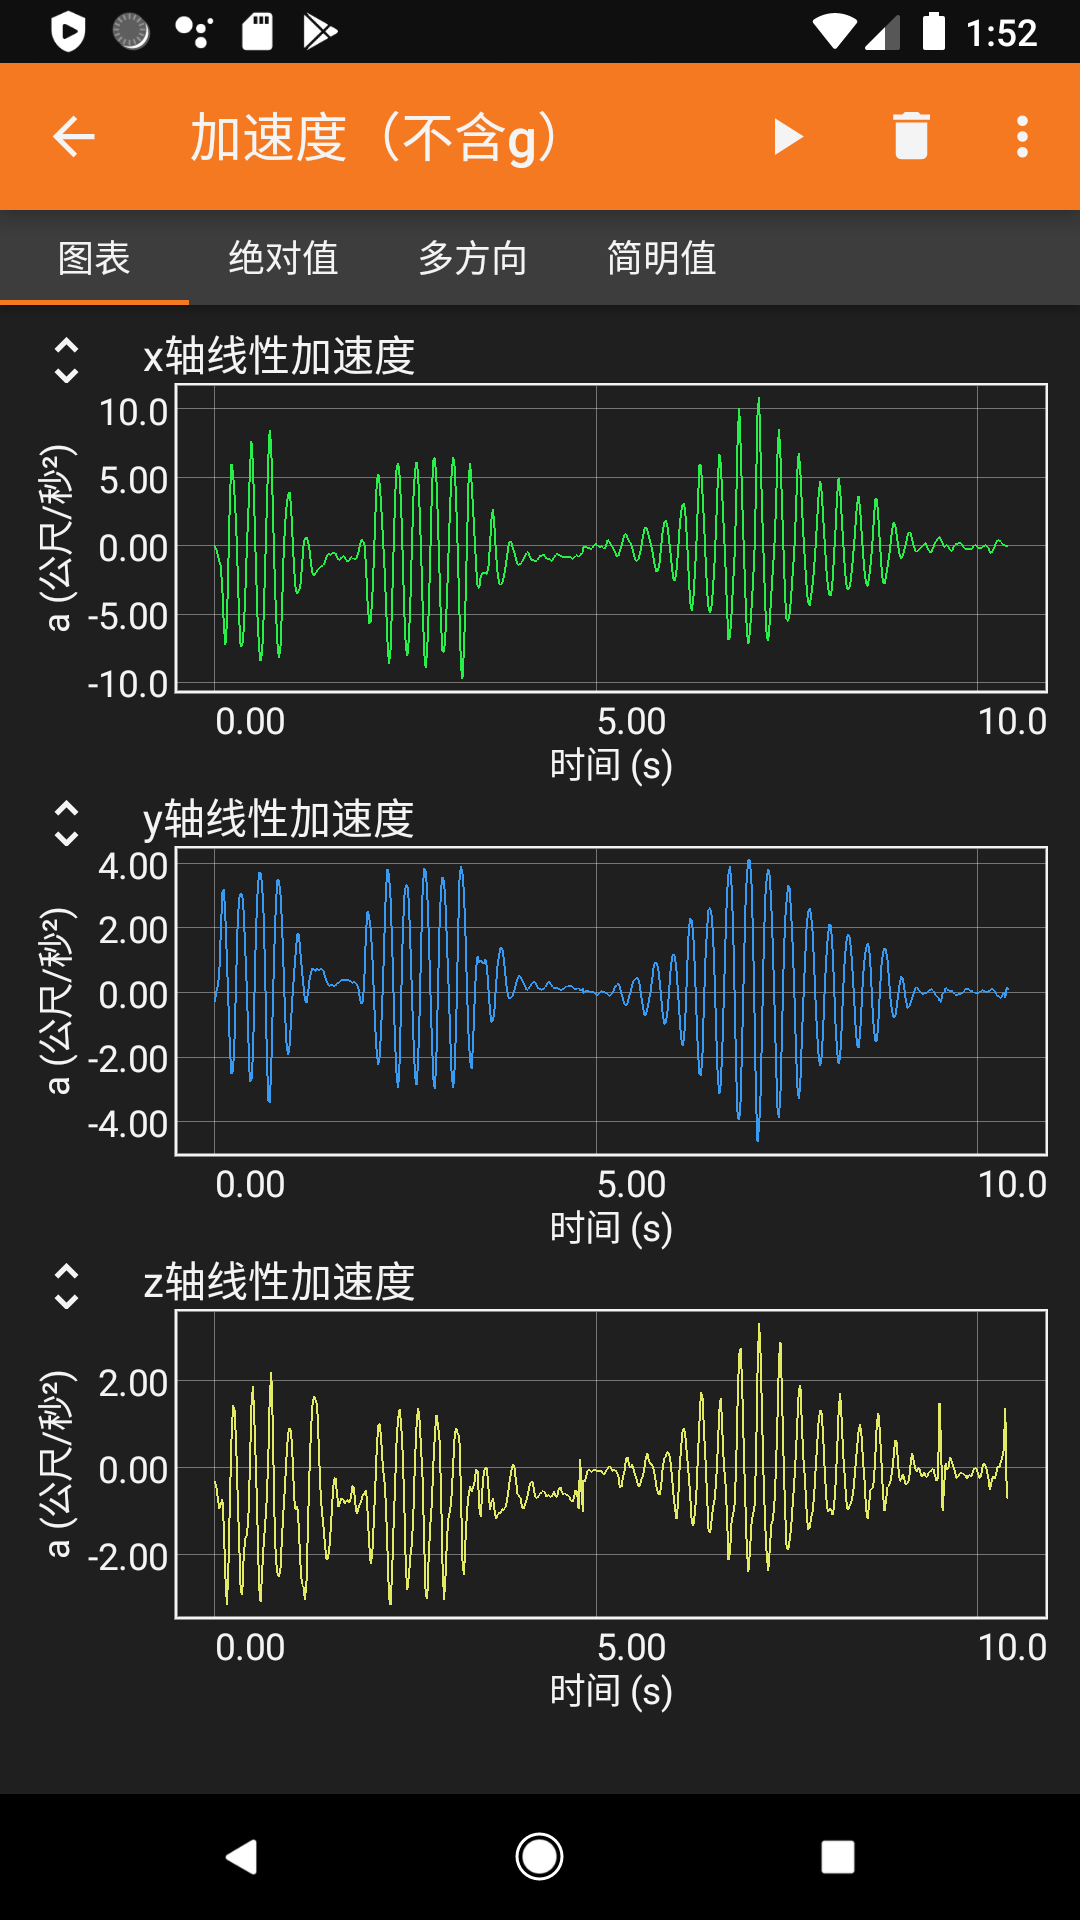 1:52
加速度（不含g）
图表 绝对值 多方向 简明值
x轴线性加速度
10.0
5.00
0.00
-5.00
-10.0
a (公尺/秒²)
0.00 5.00 10.0
时间 (s)
y轴线性加速度
4.00
2.00
0.00
-2.00
-4.00
a (公尺/秒²)
0.00 5.00 10.0
时间 (s)
z轴线性加速度
2.00
0.00
-2.00
a (公尺/秒²)
0.00 5.00 10.0
时间 (s)